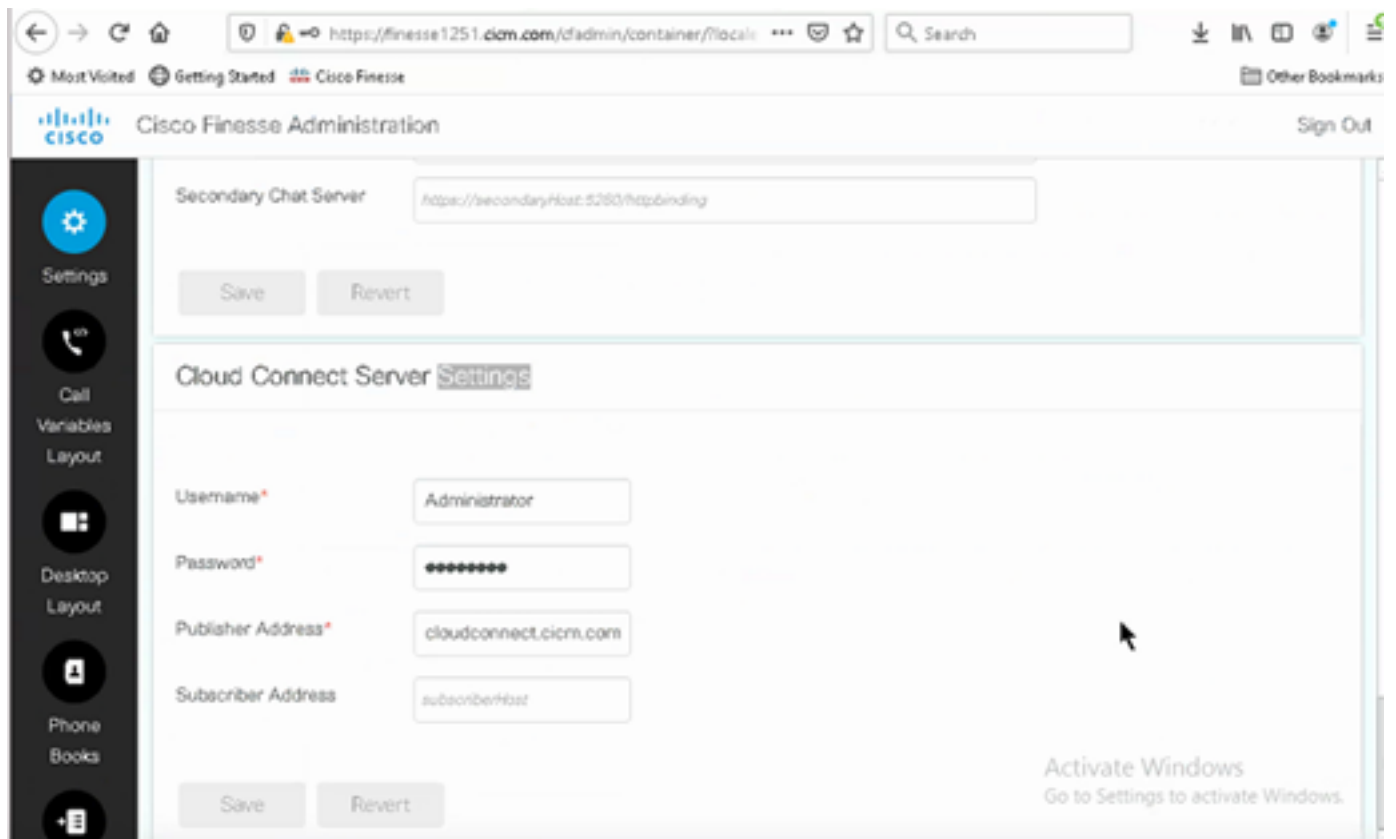 https://finesse1251.cicm.com/cfadmin/container/?locale
Search
Most Visited
Getting Started
Cisco Finesse
Other Bookmarks
CISCO
Cisco Finesse Administration
Sign Out
Settings
Call
Variables
Layout
Desktop
Layout
Phone
Books
Secondary Chat Server
https://secondaryHost:5280/httpbinding
Save
Revert
Cloud Connect Server Settings
Username*
Administrator
Password*
Publisher Address*
cloudconnect.cicm.com
Subscriber Address
subscriberHost
Save
Revert
Activate Windows
Go to Settings to activate Windows.